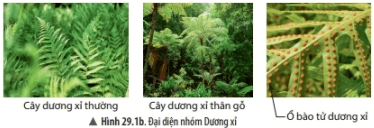 Cây dương xỉ thường
Cây dương xỉ thân gỗ
Ổ bào tử dương xỉ
▲ Hình 29.1b. Đại diện nhóm Dương xỉ